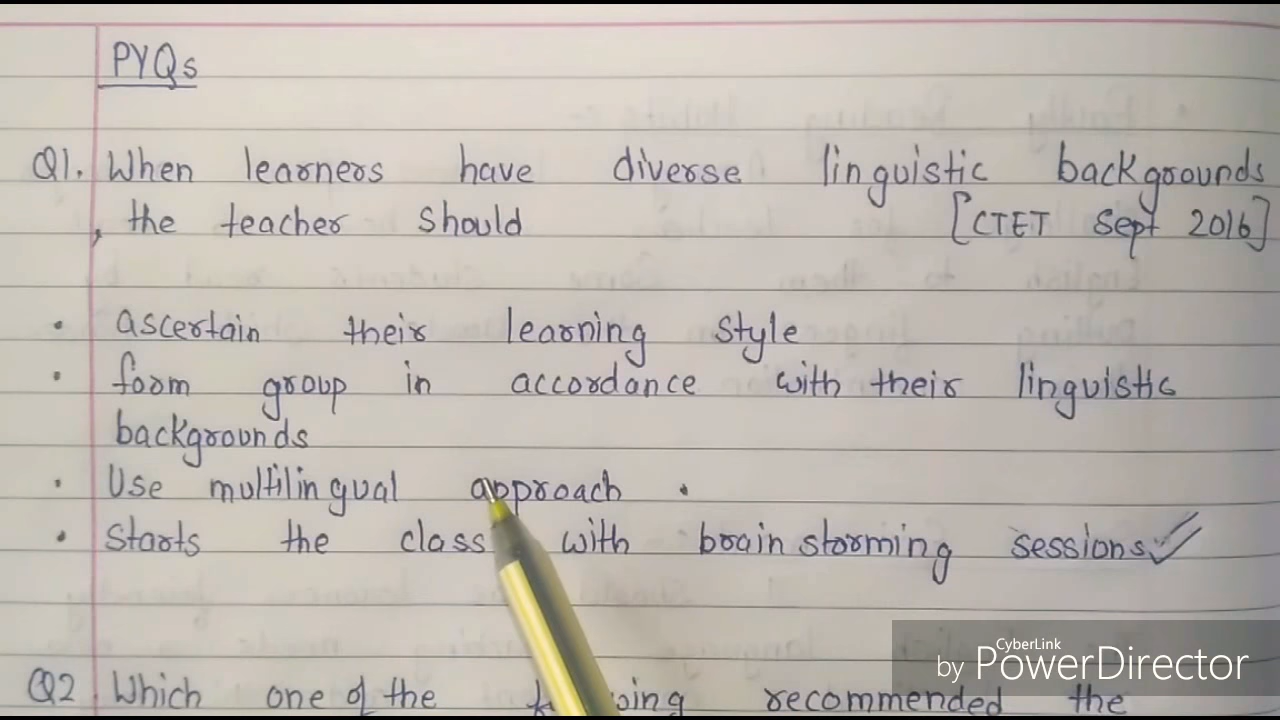 PYQs
Q1. When learners have diverse linguistic backgrounds
, the teacher should [CTET Sept 2016]
• ascertain their learning style
• form group in accordance with their linguistic
backgrounds
• Use multilingual approach •
• Starts the class with brain storming sessions ✓
Q2 Which one of the recommended the
CyberLink
by PowerDirector